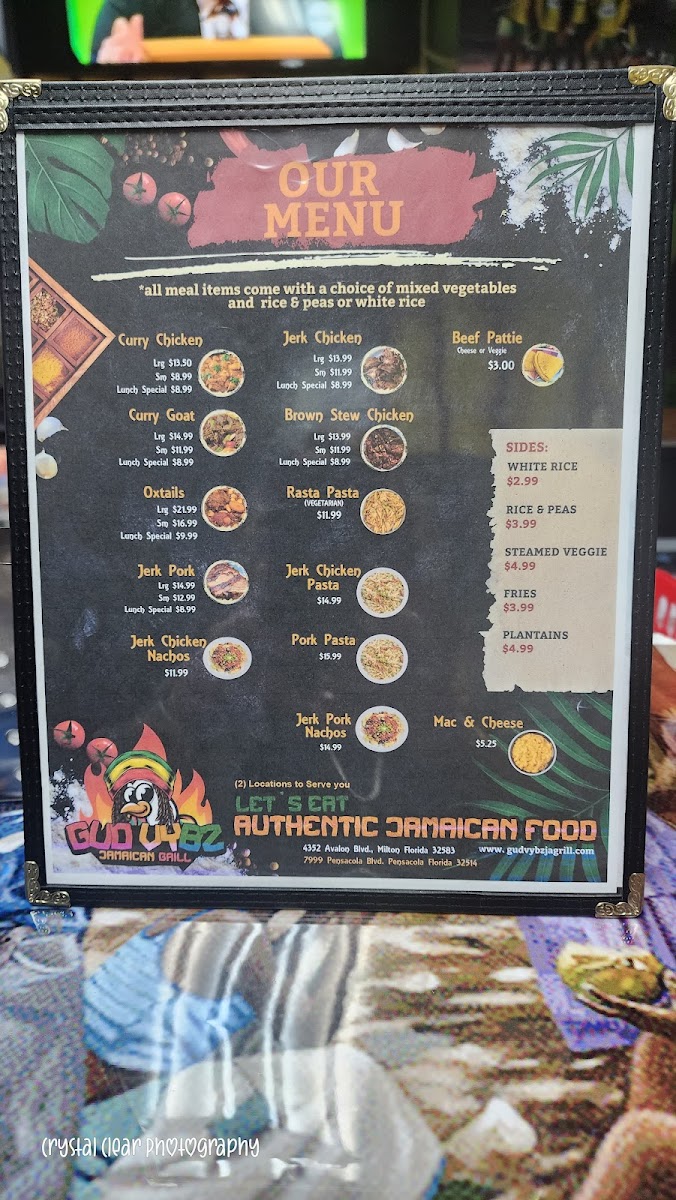 OUR
MENU
*all meal items come with a choice of mixed vegetables
and rice & peas or white rice
Curry Chicken
Lrg $13.50
Sm $8.99
Lunch Special $8.99
Curry Goat
Lrg $14.99
Sm $11.99
Lunch Special $8.99
Oxtails
Lrg $21.99
Sm $16.99
Lunch Special $9.99
Jerk Pork
Lrg $14.99
Sm $12.99
Lunch Special $8.99
Jerk Chicken
Nachos
$11.99
Jerk Chicken
Lrg $13.99
Sm $11.99
Lunch Special $8.99
Brown Stew Chicken
Lrg $13.99
Sm $11.99
Lunch Special $8.99
Rasta Pasta
(VEGETARIAN)
$11.99
Jerk Chicken
Pasta
$14.99
Pork Pasta
$15.99
Jerk Pork
Nachos
$14.99
Beef Pattie
Cheese or Veggie
$3.00
SIDES:
WHITE RICE
$2.99
RICE & PEAS
$3.99
STEAMED VEGGIE
$4.99
FRIES
$3.99
PLANTAINS
$4.99
Mac & Cheese
$5.25
GUD VYBZ
JAMAICAN GRILL
(2) Locations to Serve you
LET'S EAT
AUTHENTIC JAMAICAN FOOD
4352 Avalon Blvd., Milton Florida 32583 www.gudvybzjagrill.com
7999 Pensacola Blvd. Pensacola Florida 32514
Crystal Clear Photography